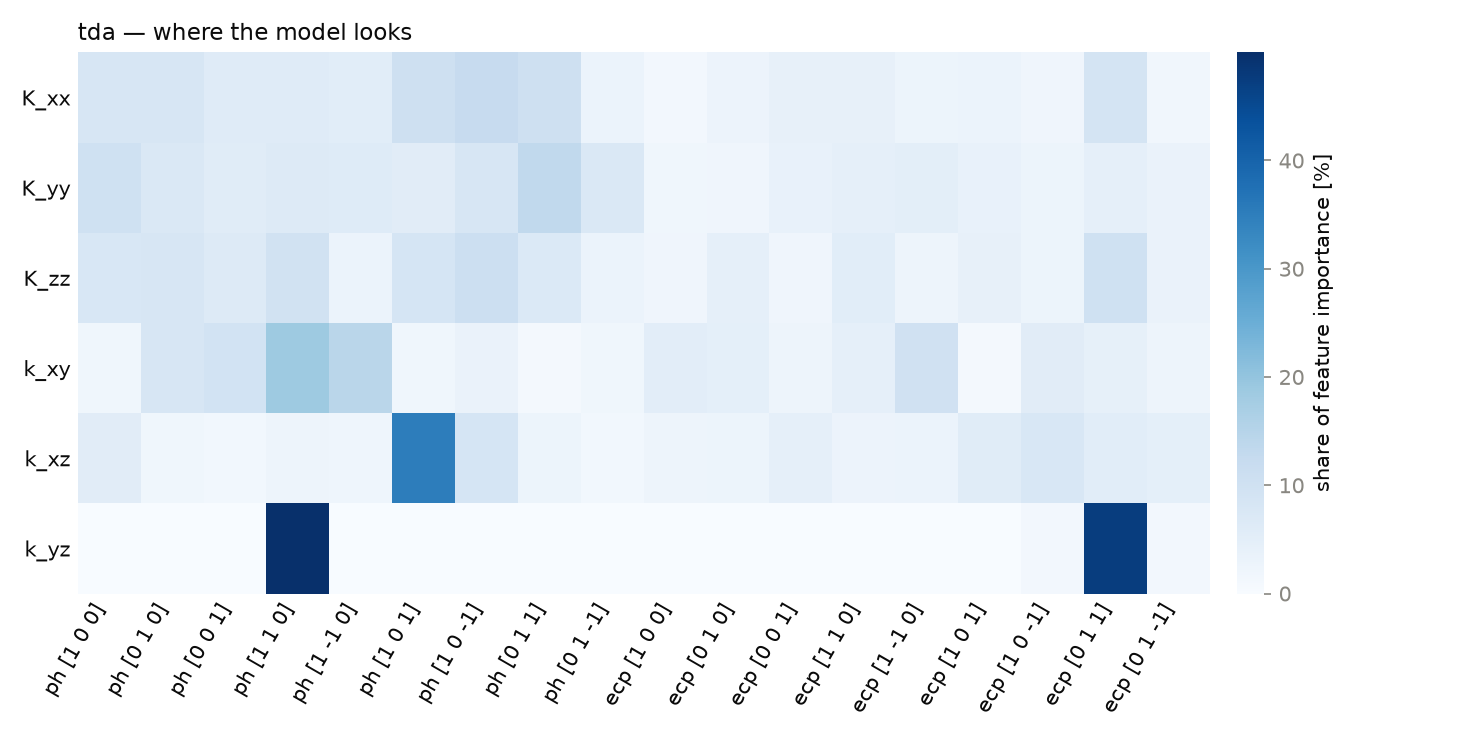 tda — where the model looks
K_xx
K_yy
K_zz
k_xy
k_xz
k_yz
ph [1 0 0]
ph [0 1 0]
ph [0 0 1]
ph [1 1 0]
ph [1 -1 0]
ph [1 0 1]
ph [1 0 -1]
ph [0 1 1]
ph [0 1 -1]
ecp [1 0 0]
ecp [0 1 0]
ecp [0 0 1]
ecp [1 1 0]
ecp [1 -1 0]
ecp [1 0 1]
ecp [1 0 -1]
ecp [0 1 1]
ecp [0 1 -1]
40
30
20
10
0
share of feature importance [%]